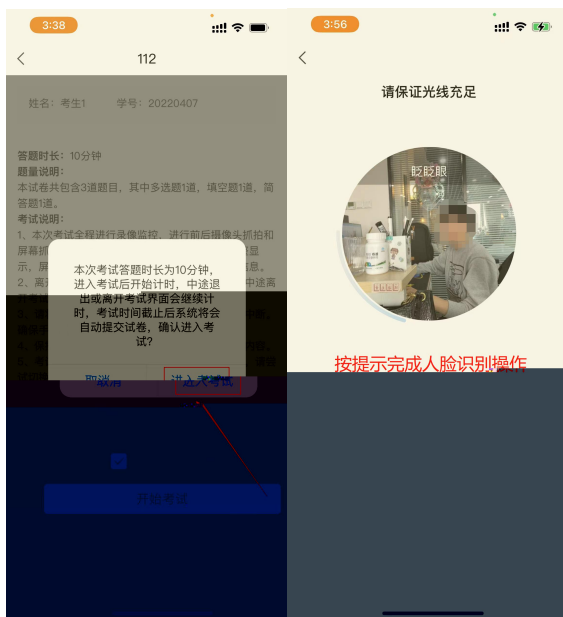 3:38
112
姓名：考生1 学号：20220407
答题时长：10分钟
题量说明：
本试卷共包含3道题目，其中多选题1道，填空题1道，简
答题1道。
考试说明：
1、本次考试全程进行录像监控、进行前后摄像头抓拍和
屏幕抓
显
示，屏
息。
2、离
中途离
本次考试答题时长为10分钟，
进入考试后开始计时，中途退
出或离开考试界面会继续计
时，考试时间截止后系统将会
自动提交试卷，确认进入考
试？
取消 进入考试
开始考试
3:56
请保证光线充足
眨眨眼
按提示完成人脸识别操作